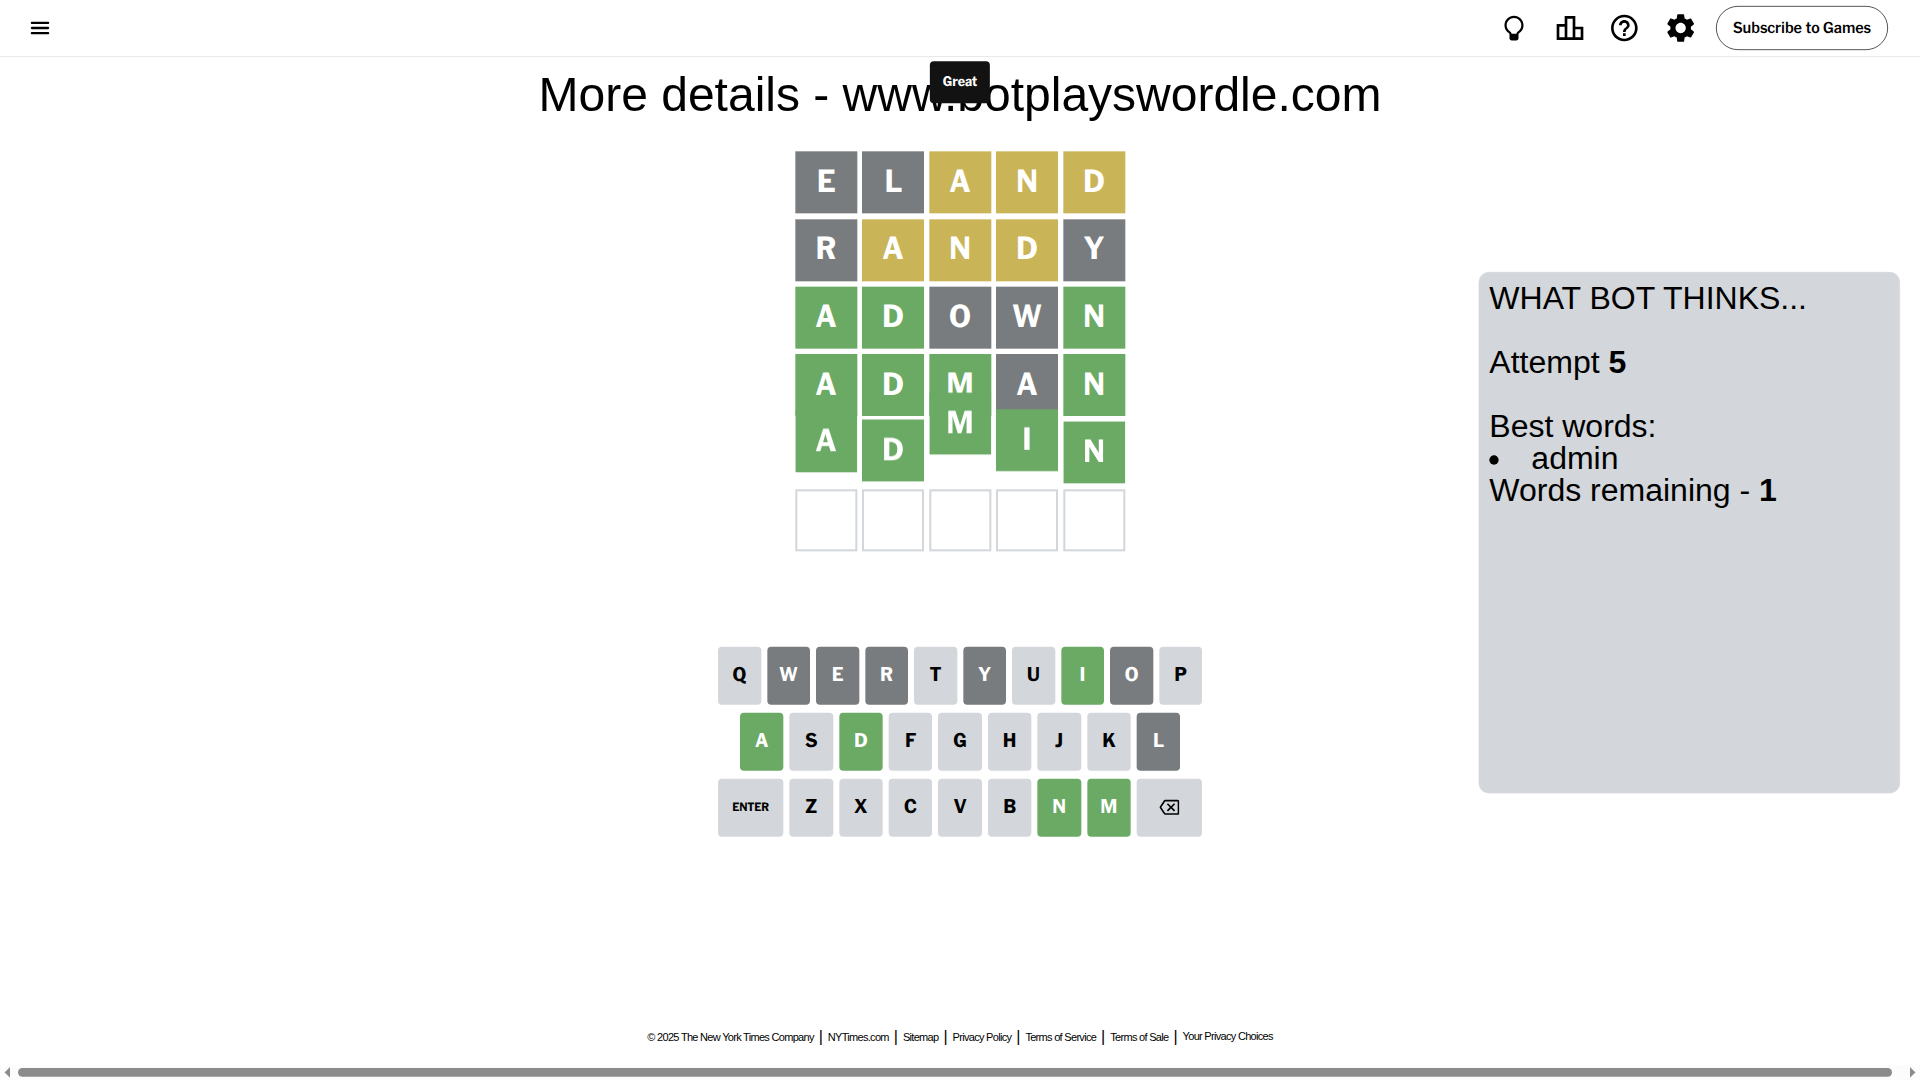 Subscribe to Games
Great
More details - www.botplayswordle.com
E L A N D
R A N D Y
A D O W N
A D M A N
A D M I N
WHAT BOT THINKS...
Attempt 5
Best words:
• admin
Words remaining - 1
Q W E R T Y U I O P
A S D F G H J K L
ENTER Z X C V B N M
© 2025 The New York Times Company | NYTimes.com | Sitemap | Privacy Policy | Terms of Service | Terms of Sale | Your Privacy Choices